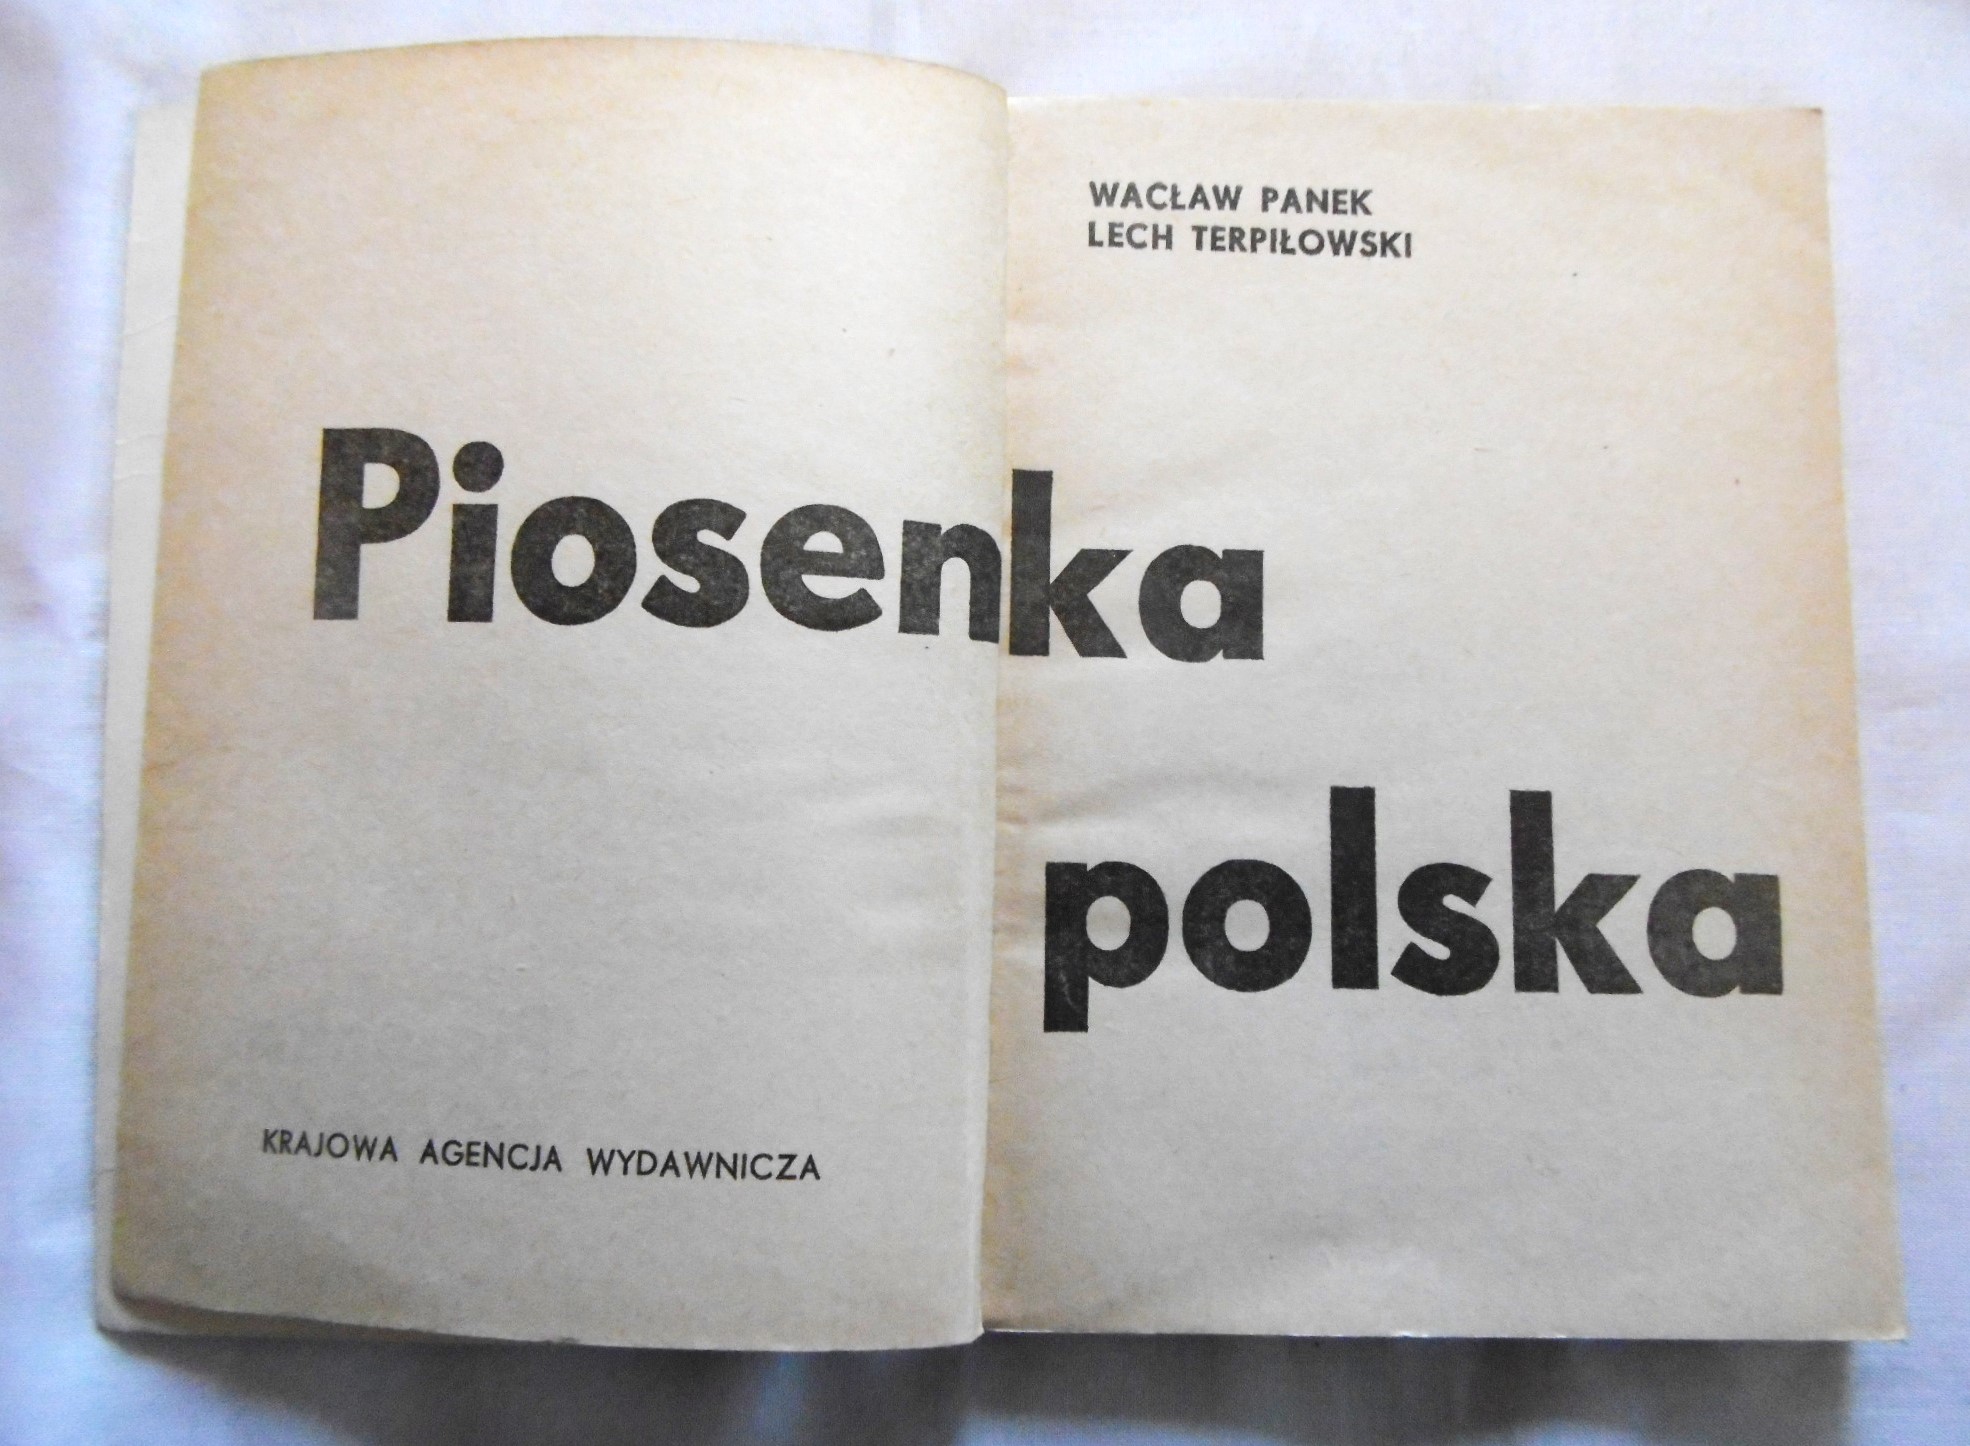 WACŁAW PANEK
LECH TERPIŁOWSKI
Piosenka
polska
KRAJOWA AGENCJA WYDAWNICZA